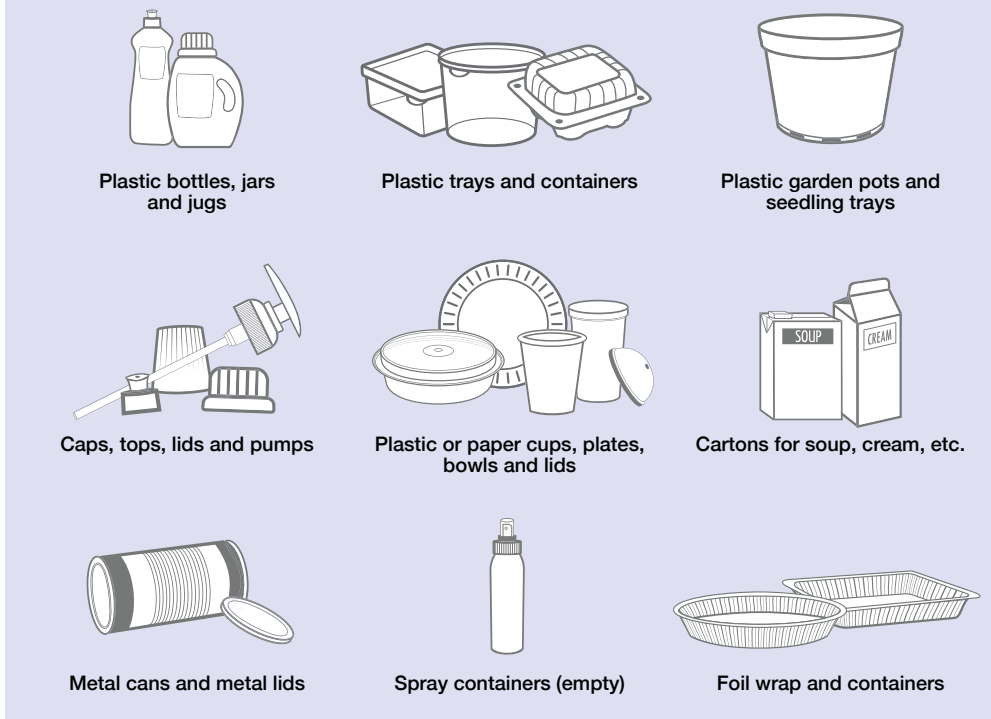 Plastic bottles, jars
and jugs
Plastic trays and containers
Plastic garden pots and
seedling trays
SOUP
CREAM
Caps, tops, lids and pumps
Plastic or paper cups, plates,
bowls and lids
Cartons for soup, cream, etc.
Metal cans and metal lids
Spray containers (empty)
Foil wrap and containers